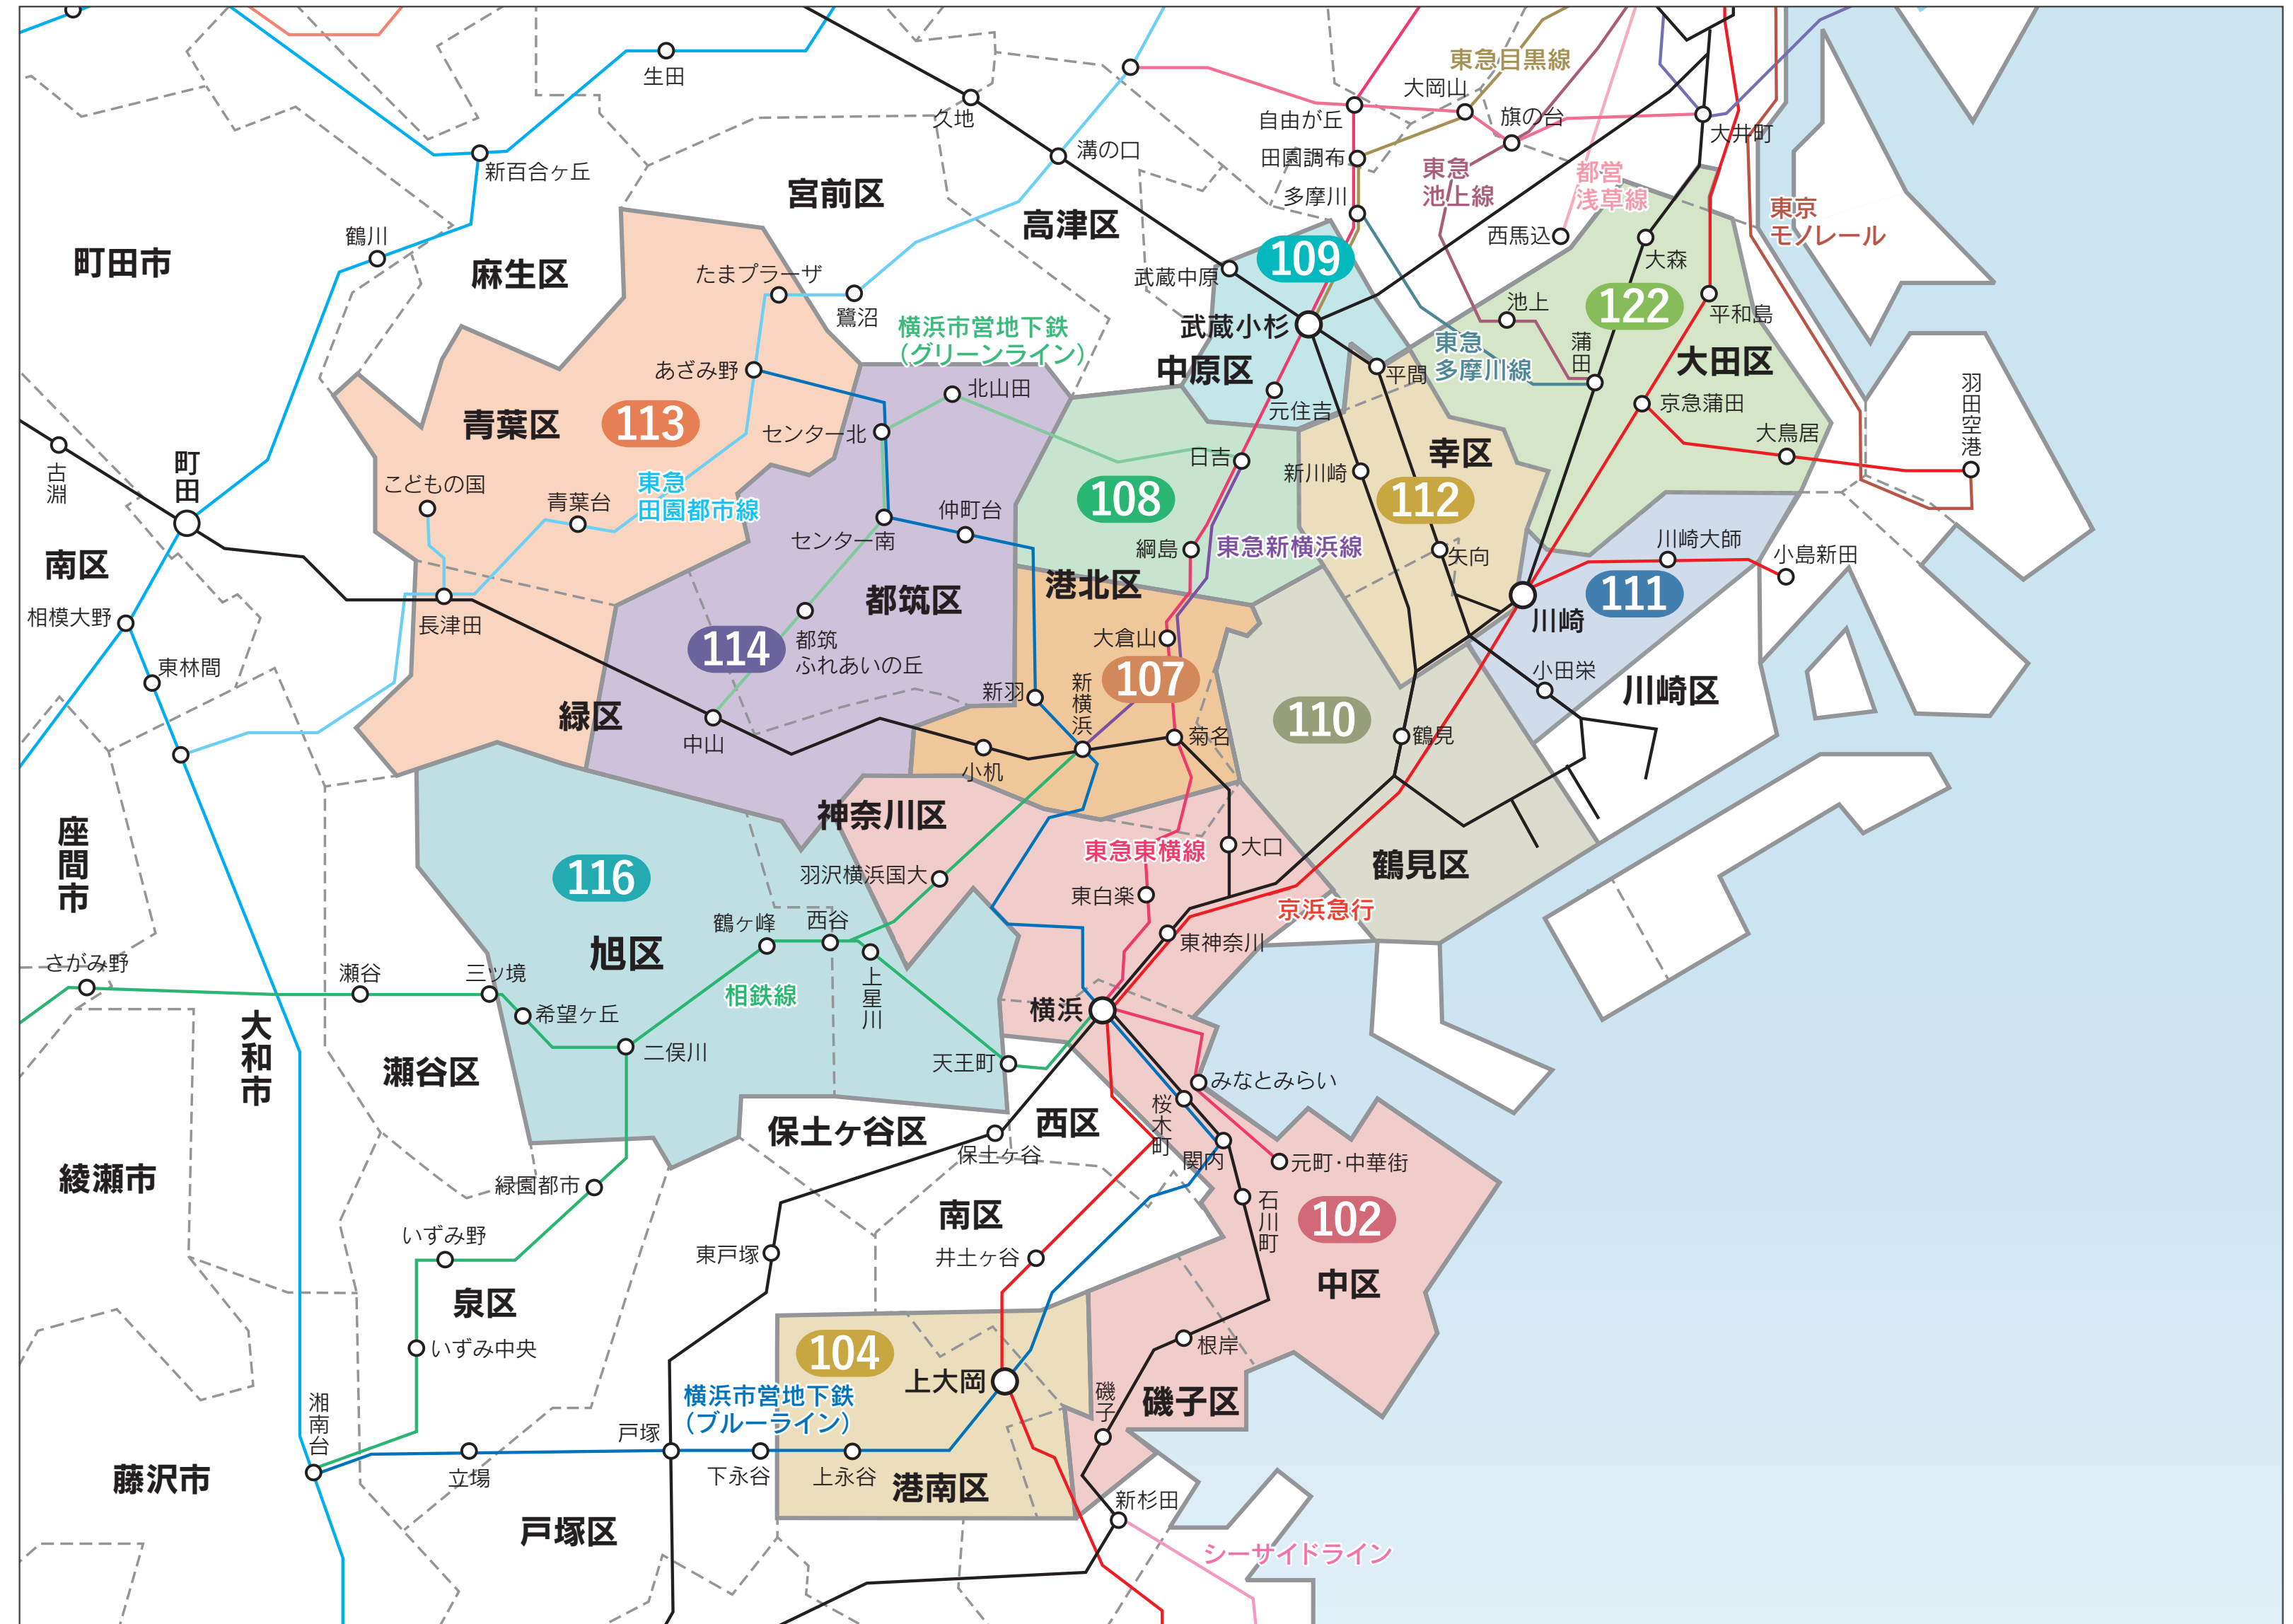 生田
久地
新百合ヶ丘
溝の口
宮前区
高津区
自由が丘
大岡山
東急目黒線
旗の台
大井町
田園調布
多摩川
東急
池上線
都営
浅草線
西馬込
東京
モノレール
町田市
鶴川
麻生区
たまプラーザ
鷺沼
武蔵中原
109
大森
122
池上
平和島
横浜市営地下鉄
（グリーンライン）
武蔵小杉
中原区
平間
東急
多摩川線
蒲田
大田区
あざみ野
北山田
元住吉
京急蒲田
大鳥居
羽田空港
青葉区
113
センター北
日吉
新川崎
幸区
古淵
町田
こどもの国
青葉台
東急
田園都市線
108
112
仲町台
センター南
綱島
東急新横浜線
矢向
川崎大師
小島新田
南区
相模大野
長津田
都筑区
港北区
111
川崎
東林間
114
都筑
ふれあいの丘
大倉山
107
新羽
新横浜
小田栄
川崎区
緑区
中山
小机
菊名
110
鶴見
座間市
神奈川区
東急東横線
大口
鶴見区
116
羽沢横浜国大
東白楽
京浜急行
鶴ヶ峰
西谷
旭区
東神奈川
さがみ野
瀬谷
三ッ境
希望ヶ丘
相鉄線
上星川
横浜
大和市
瀬谷区
二俣川
天王町
みなとみらい
桜木町
保土ヶ谷区
西区
保土ヶ谷
関内
元町・中華街
綾瀬市
緑園都市
南区
石川町
102
いずみ野
東戸塚
井土ヶ谷
中区
泉区
いずみ中央
104
根岸
上大岡
横浜市営地下鉄
（ブルーライン）
磯子
磯子区
湘南台
戸塚
藤沢市
立場
下永谷
上永谷
港南区
新杉田
戸塚区
シーサイドライン